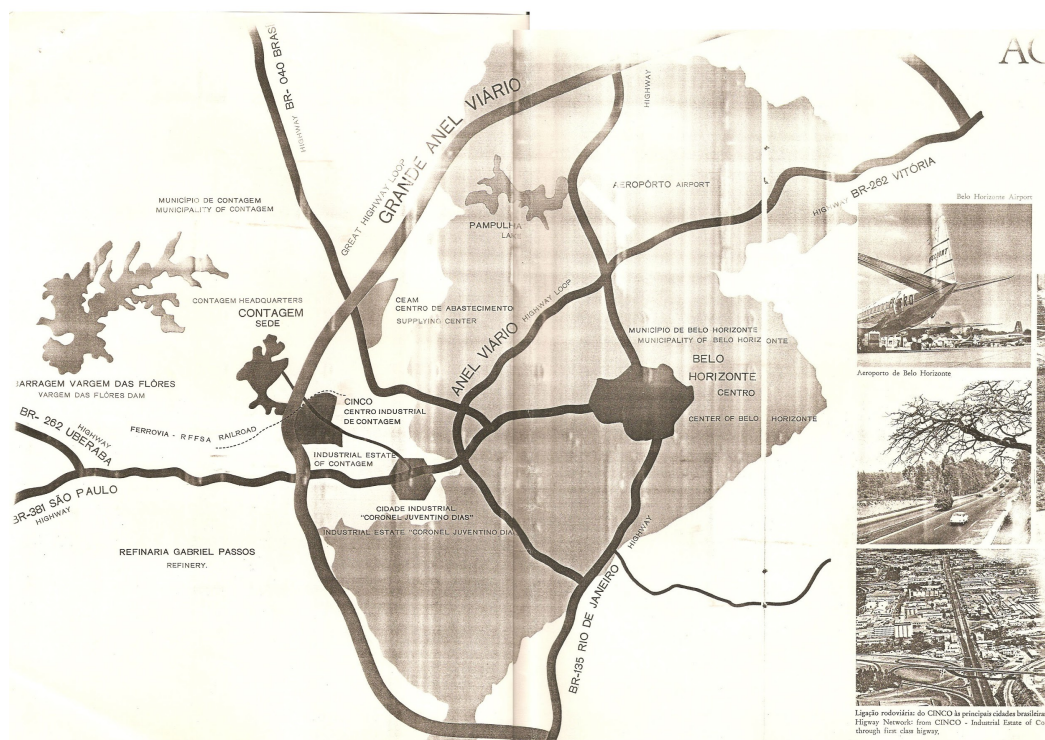 AC
HIGHWAY BR-040 BRASI
GREAT HIGHWAY LOOP
GRANDE ANEL VIÁRIO
HIGHWAY
MUNICÍPIO DE CONTAGEM
MUNICIPALITY OF CONTAGEM
AEROPÔRTO AIRPORT
HIGHWAY BR-262 VITÓRIA
PAMPULHA
LAKE
Belo Horizonte Airport
CONTAGEM HEADQUARTERS
CONTAGEM
SEDE
CEAM
CENTRO DE ABASTECIMENTO
SUPPLYING CENTER
ANEL VIÁRIO HIGHWAY LOOP
MUNICÍPIO DE BELO HORIZONTE
MUNICIPALITY OF BELO HORIZONTE
BELO
HORIZONTE
CENTRO
CENTER OF BELO HORIZONTE
Aeroporto de Belo Horizonte
BARRAGEM VARGEM DAS FLÔRES
VARGEM DAS FLÔRES DAM
CINCO
CENTRO INDUSTRIAL
DE CONTAGEM
INDUSTRIAL ESTATE
OF CONTAGEM
FERROVIA - RFFSA RAILROAD
BR- 262 UBERABA
HIGHWAY
BR-381 SÃO PAULO
HIGHWAY
CIDADE INDUSTRIAL
"CORONEL JUVENTINO DIAS"
INDUSTRIAL ESTATE "CORONEL JUVENTINO DIA
REFINARIA GABRIEL PASSOS
REFINERY.
BR-135 RIO DE JANEIRO HIGHWAY
Ligação rodoviária: do CINCO às principais cidades brasileira
Higway Network: from CINCO - Industrial Estate of Co
through first class higway.